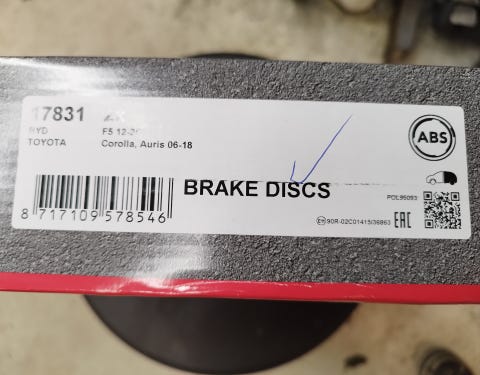 17831
BYD F5 12-
TOYOTA Corolla, Auris 06-18
ABS
BRAKE DISCS
POL95093
8 717109 578546
E9 90R-02C01415/36863 EAC